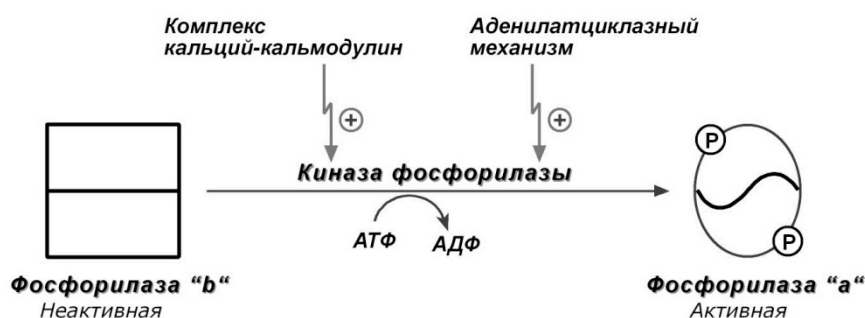 Комплекс
кальций-кальмодулин
Аденилатциклазный
механизм
+
+
Киназа фосфорилазы
АТФ
АДФ
P
P
Фосфорилаза “b“
Неактивная
Фосфорилаза “a“
Активная